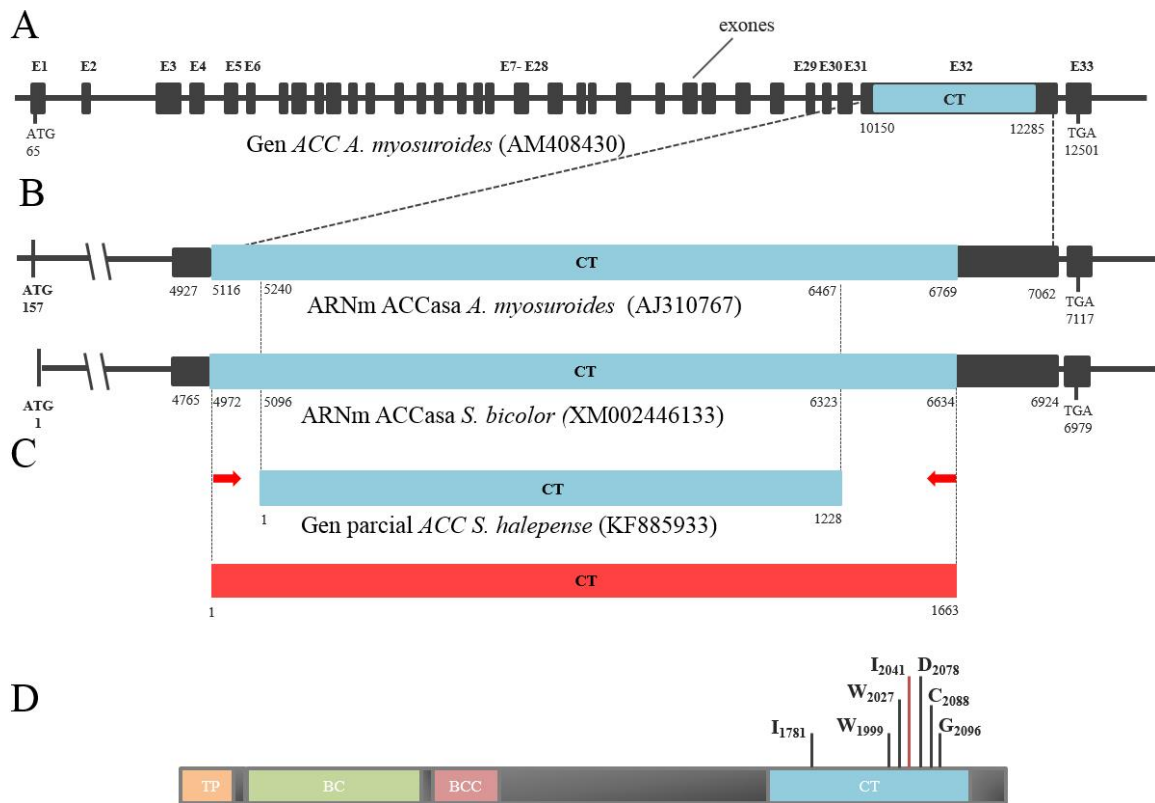 A
exones
E1 E2 E3 E4 E5 E6 E7- E28 E29 E30 E31 E32 E33
CT
ATG
65
10150 12285
TGA
12501
Gen ACC A. myosuroides (AM408430)
B
CT
ATG
157
4927 5116 5240 6467 6769 7062
TGA
7117
ARNm ACCasa A. myosuroides (AJ310767)
CT
ATG
1
4765 4972 5096 6323 6634 6924
TGA
6979
ARNm ACCasa S. bicolor (XM002446133)
C
CT
1 1228
Gen parcial ACC S. halepense (KF885933)
CT
1 1663
D
I2041 D2078
W2027 C2088
I1781 W1999 G2096
TP BC BCC CT